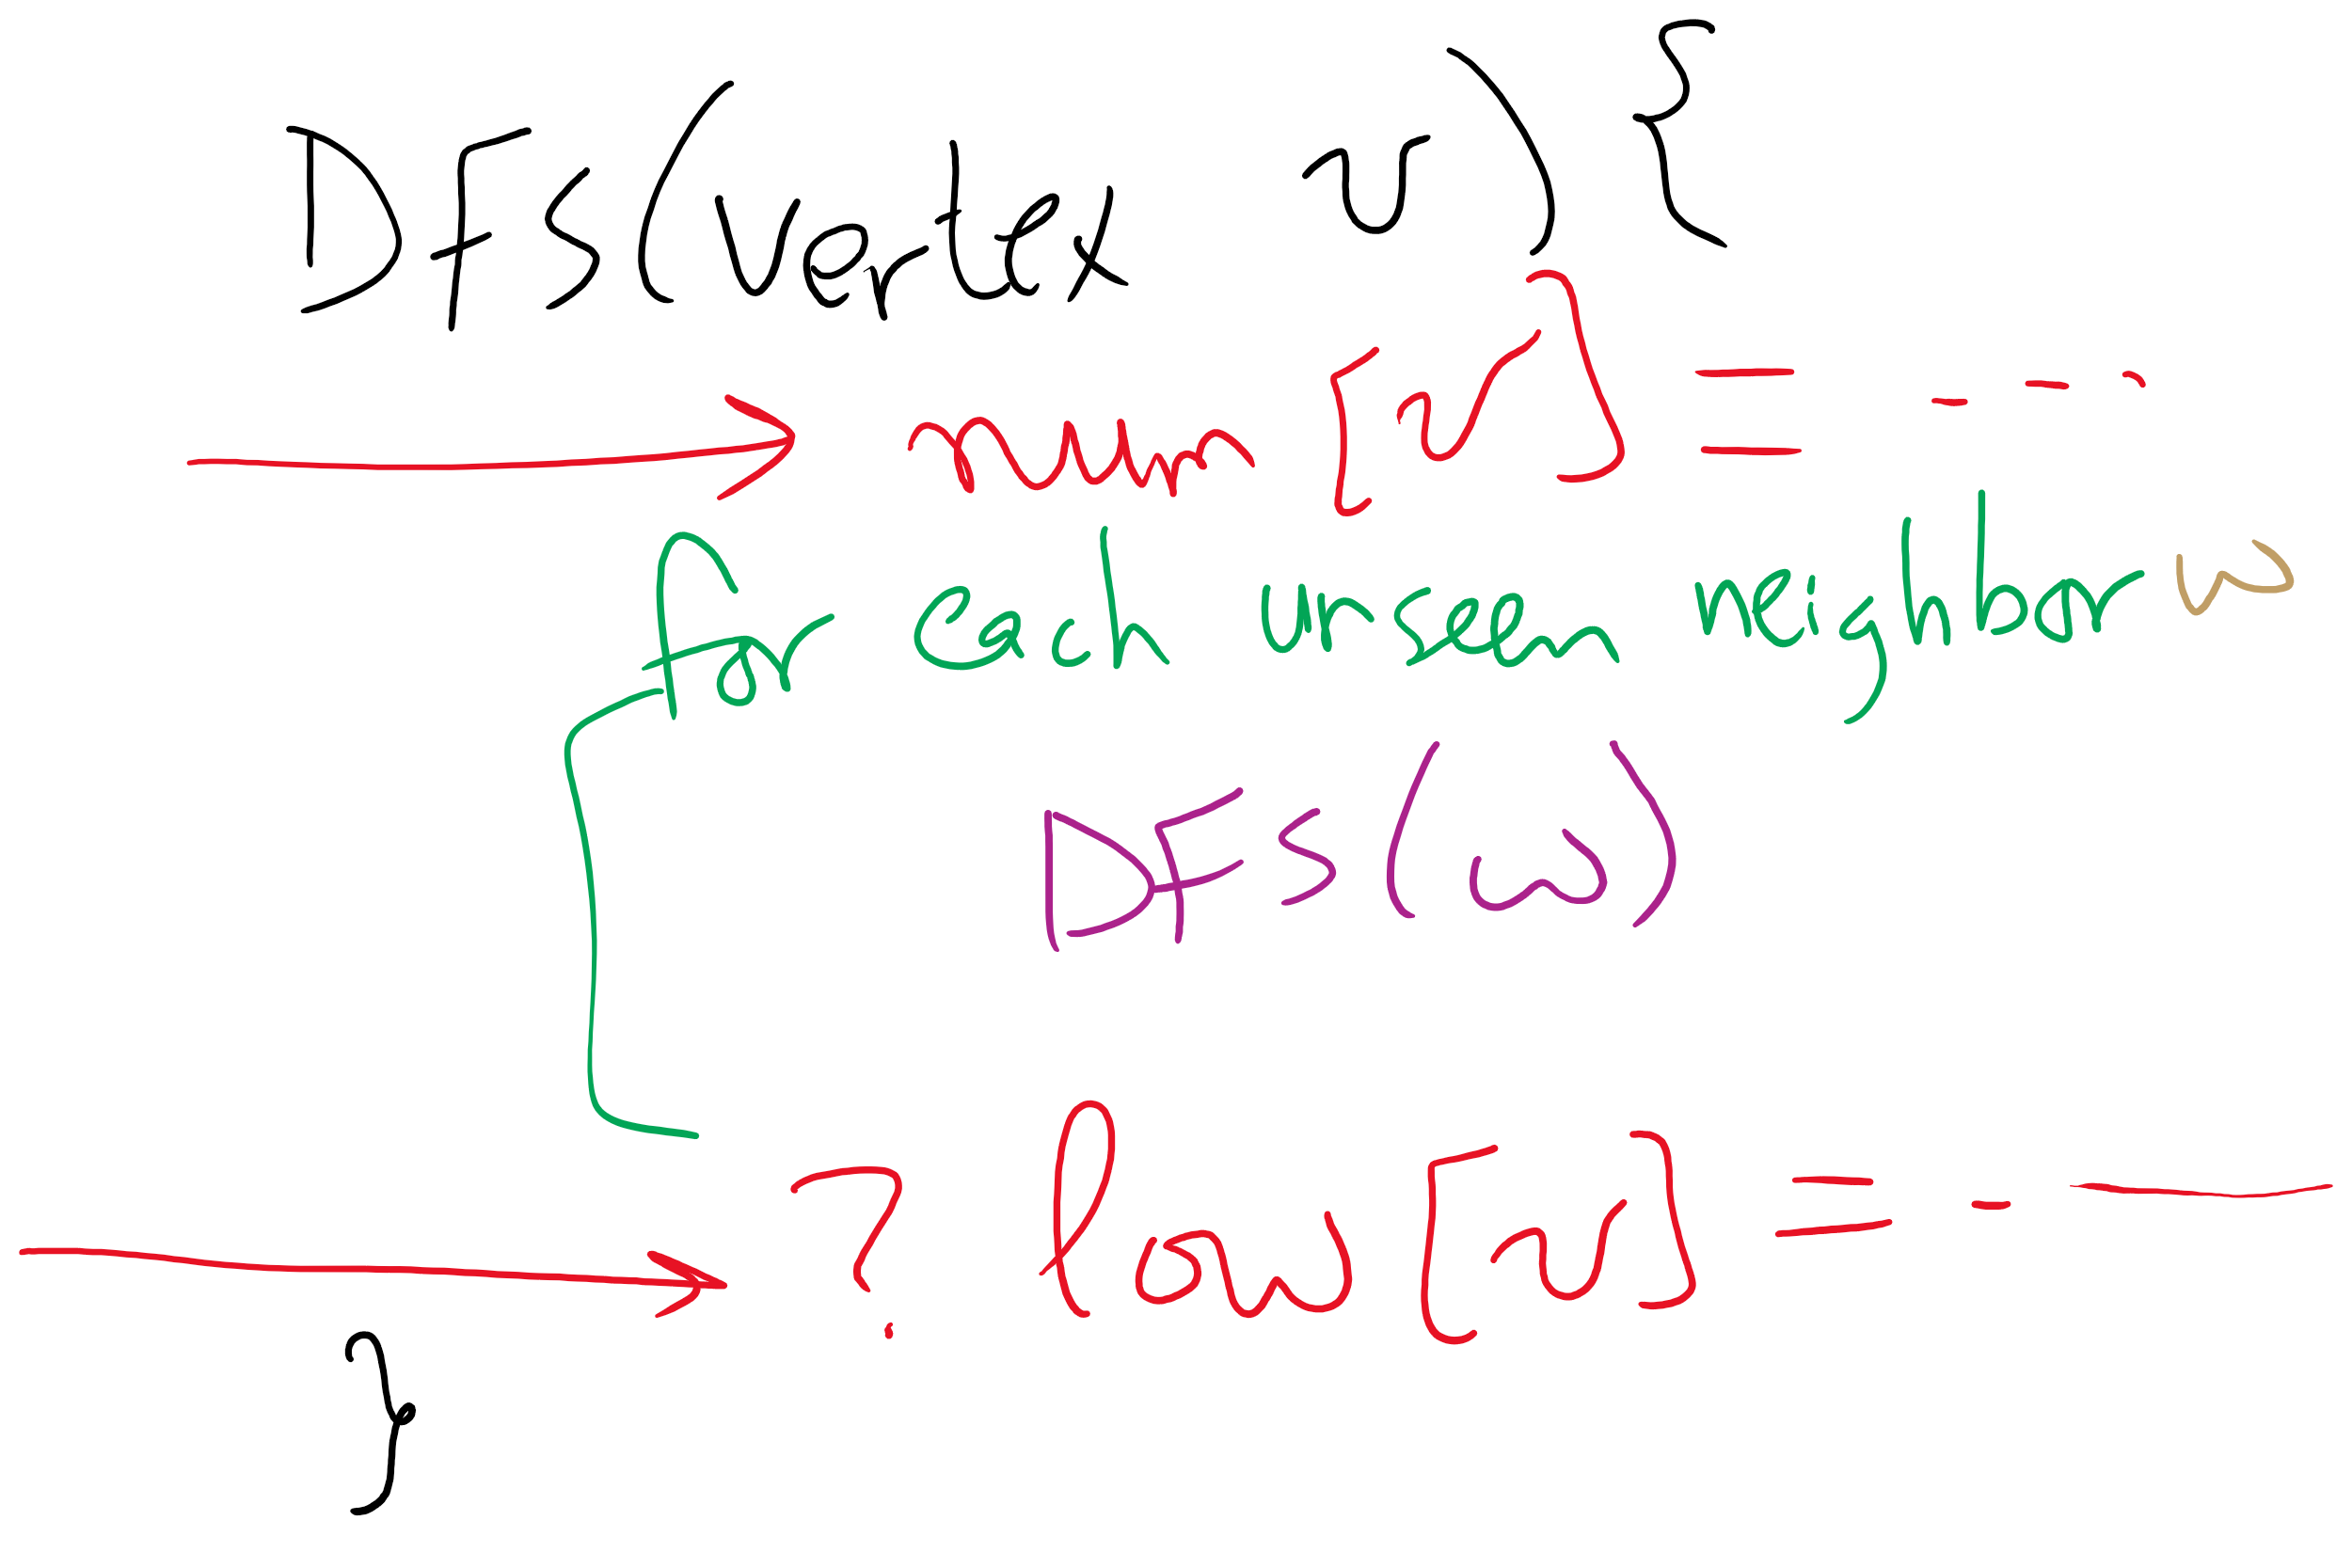 DFS(vertex v){
num[v] = ---
for each unseen neighbor w
DFS(w)
? low[v] = --
}